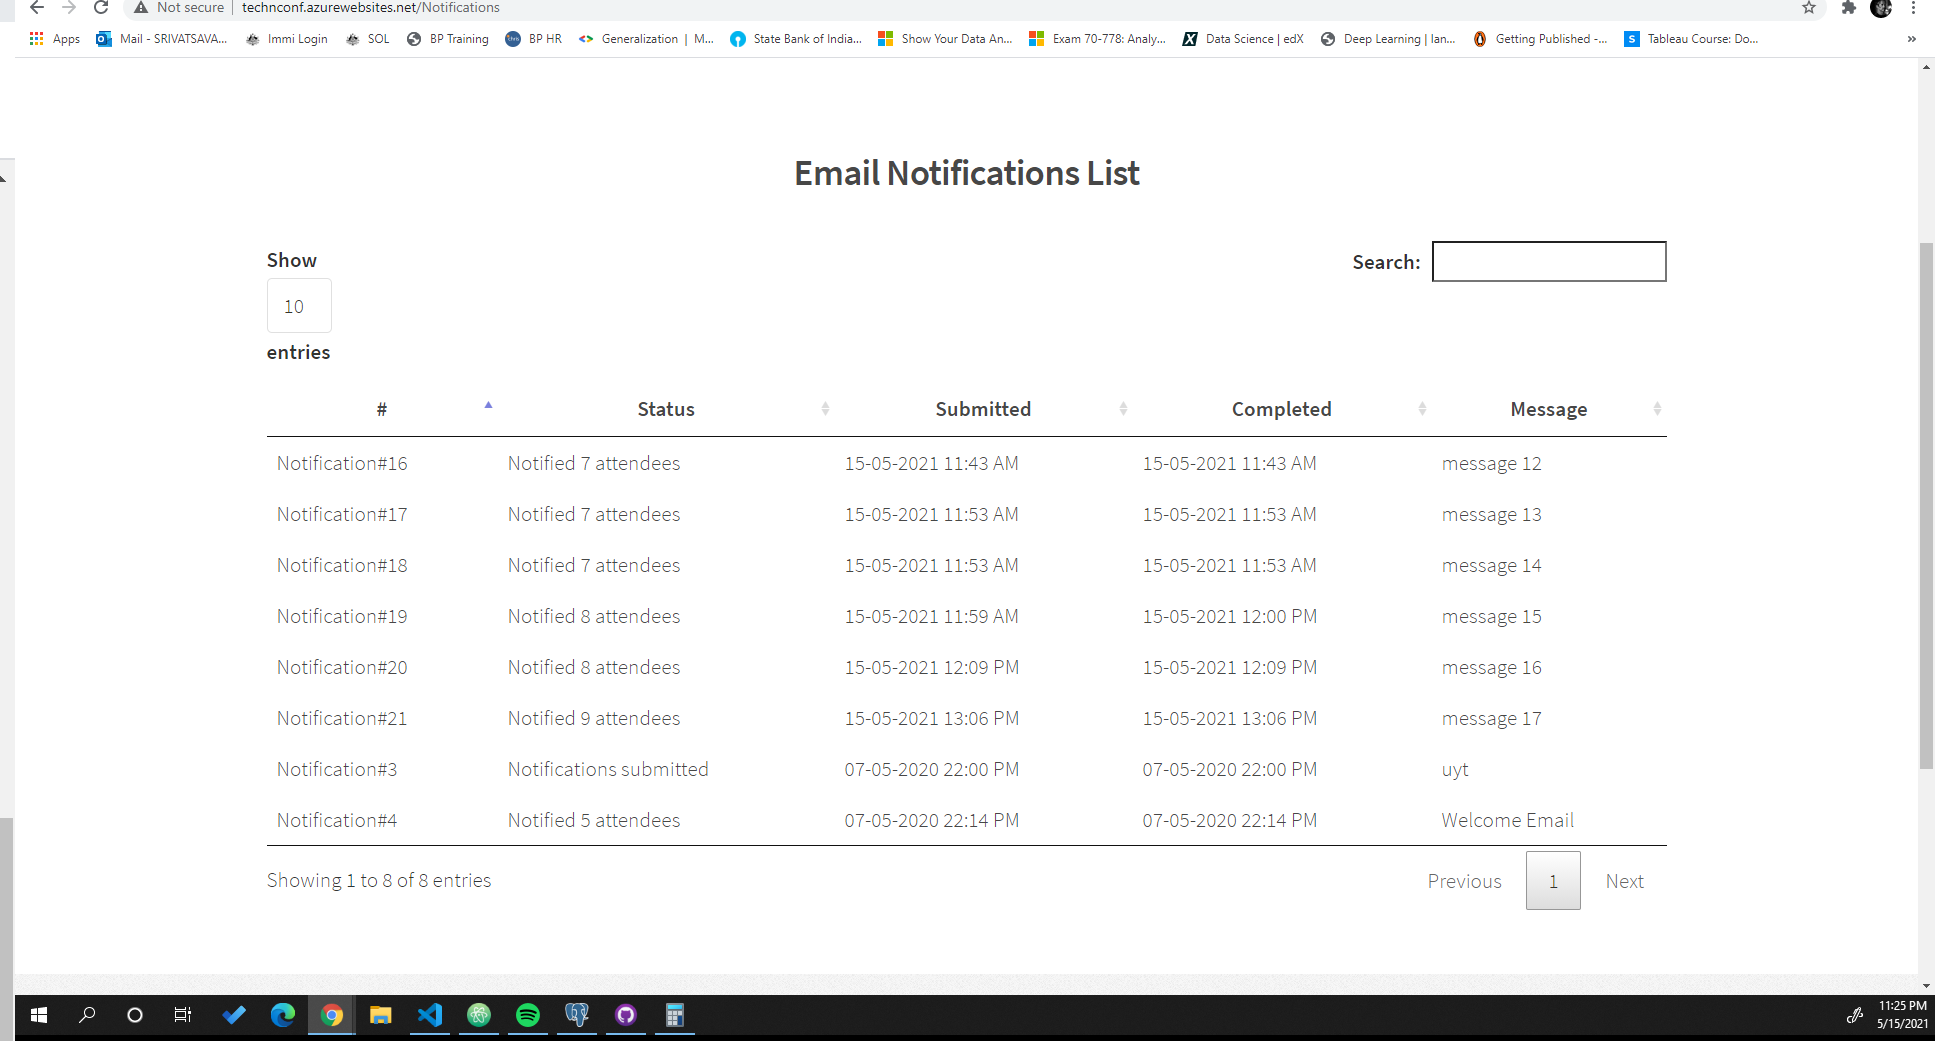 Not secure technconf.azurewebsites.net/Notifications
Apps Mail - SRIVATSAVA... Immi Login SOL BP Training BP HR Generalization | M... State Bank of India... Show Your Data An... Exam 70-778: Analy... Data Science | edX Deep Learning | lan... Getting Published -... S Tableau Course: Do... »
Email Notifications List
Show
10
entries
Search:
# Status Submitted Completed Message
Notification#16 Notified 7 attendees 15-05-2021 11:43 AM 15-05-2021 11:43 AM message 12
Notification#17 Notified 7 attendees 15-05-2021 11:53 AM 15-05-2021 11:53 AM message 13
Notification#18 Notified 7 attendees 15-05-2021 11:53 AM 15-05-2021 11:53 AM message 14
Notification#19 Notified 8 attendees 15-05-2021 11:59 AM 15-05-2021 12:00 PM message 15
Notification#20 Notified 8 attendees 15-05-2021 12:09 PM 15-05-2021 12:09 PM message 16
Notification#21 Notified 9 attendees 15-05-2021 13:06 PM 15-05-2021 13:06 PM message 17
Notification#3 Notifications submitted 07-05-2020 22:00 PM 07-05-2020 22:00 PM uyt
Notification#4 Notified 5 attendees 07-05-2020 22:14 PM 07-05-2020 22:14 PM Welcome Email
Showing 1 to 8 of 8 entries
Previous 1 Next
11:25 PM
5/15/2021